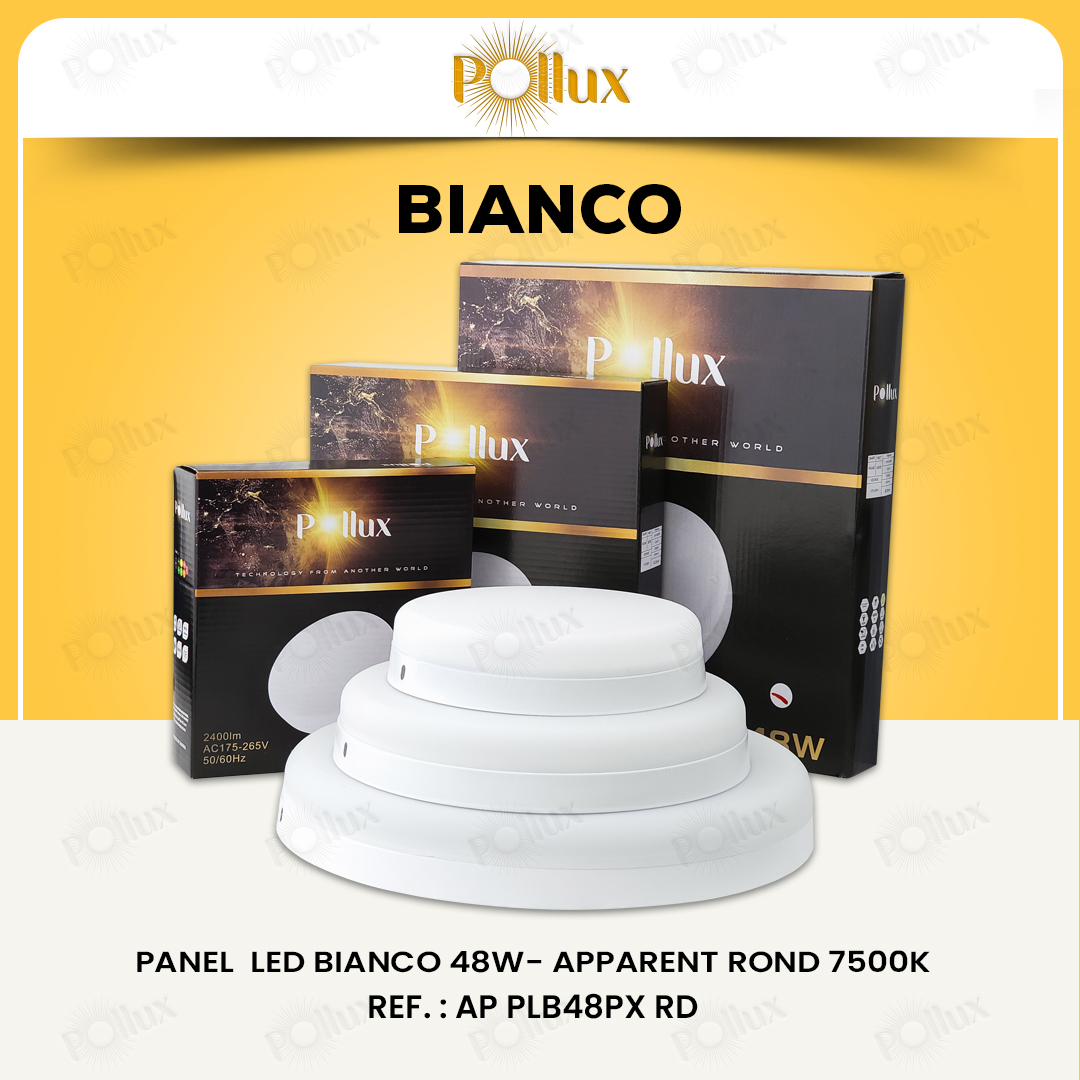 Pollux
BIANCO
Pollux
OTHER WORLD
Pollux
Pollux
NOTHER WORLD
Pollux
Pollux
TECHNOLOGY FROM ANOTHER WORLD
Pollux
2400lm
AC175-265V
50/60Hz
48W
PANEL LED BIANCO 48W- APPARENT ROND 7500K
REF. : AP PLB48PX RD